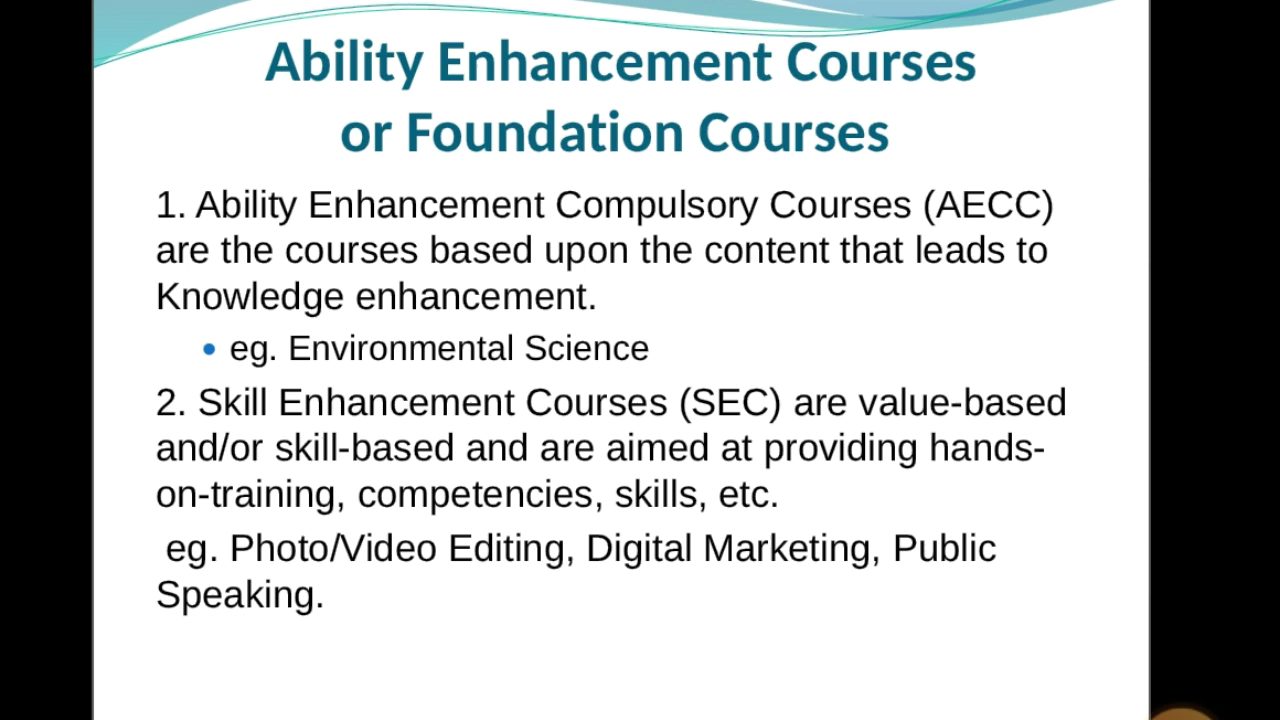 Ability Enhancement Courses
or Foundation Courses
1. Ability Enhancement Compulsory Courses (AECC)
are the courses based upon the content that leads to
Knowledge enhancement.
• eg. Environmental Science
2. Skill Enhancement Courses (SEC) are value-based
and/or skill-based and are aimed at providing hands-
on-training, competencies, skills, etc.
eg. Photo/Video Editing, Digital Marketing, Public
Speaking.